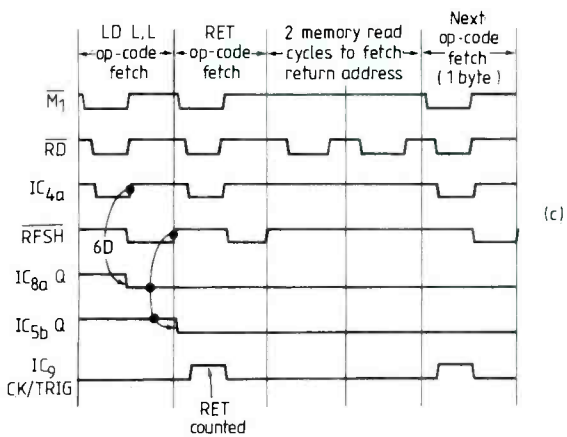 LD L,L
op-code
fetch
RET
op-code
fetch
2 memory read
cycles to fetch
return address
Next
op-code
fetch
(1 byte)
M1
RD
IC4a
RFSH
(c)
6D
IC8a Q
IC5b Q
IC9
CK/TRIG
RET
counted